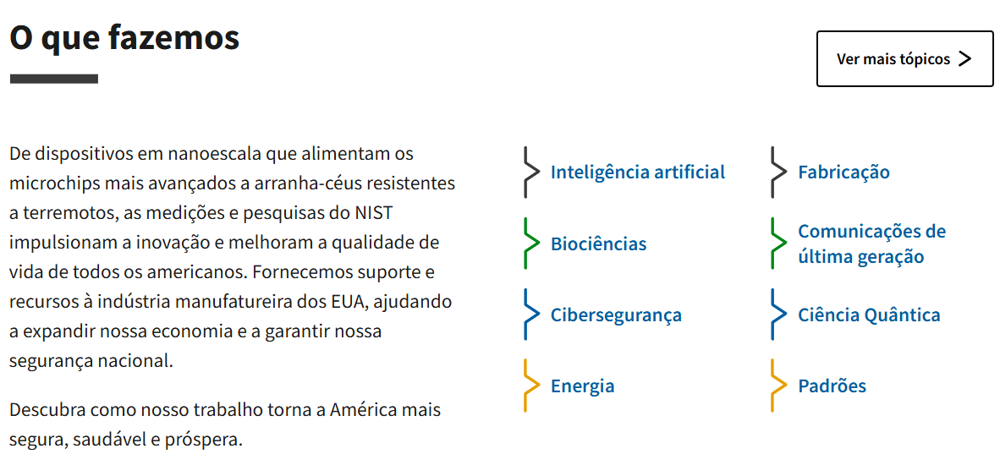 O que fazemos
Ver mais tópicos
De dispositivos em nanoescala que alimentam os
microchips mais avançados a arranha-céus resistentes
a terremotos, as medições e pesquisas do NIST
impulsionam a inovação e melhoram a qualidade de
vida de todos os americanos. Fornecemos suporte e
recursos à indústria manufatureira dos EUA, ajudando
a expandir nossa economia e a garantir nossa
segurança nacional.
Descubra como nosso trabalho torna a América mais
segura, saudável e próspera.
Inteligência artificial
Biociências
Cibersegurança
Energia
Fabricação
Comunicações de
última geração
Ciência Quântica
Padrões